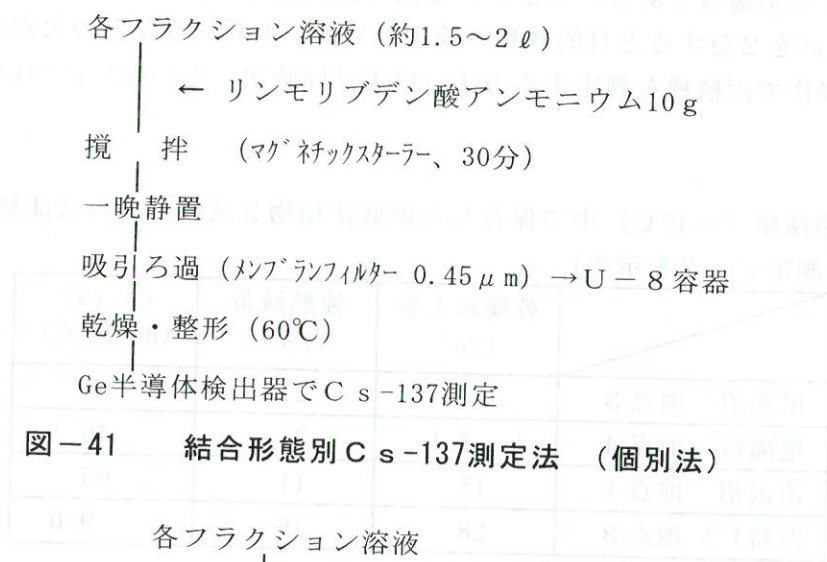 各フラクション溶液（約1.5～2ℓ）
← リンモリブデン酸アンモニウム10g
撹　拌　（マグネチックスターラー、30分）
一晩静置
吸引ろ過（メンブランフィルター 0.45μm）→U－8容器
乾燥・整形（60℃）
Ge半導体検出器でCs-137測定
図－41　結合形態別Cs-137測定法　（個別法）
各フラクション溶液